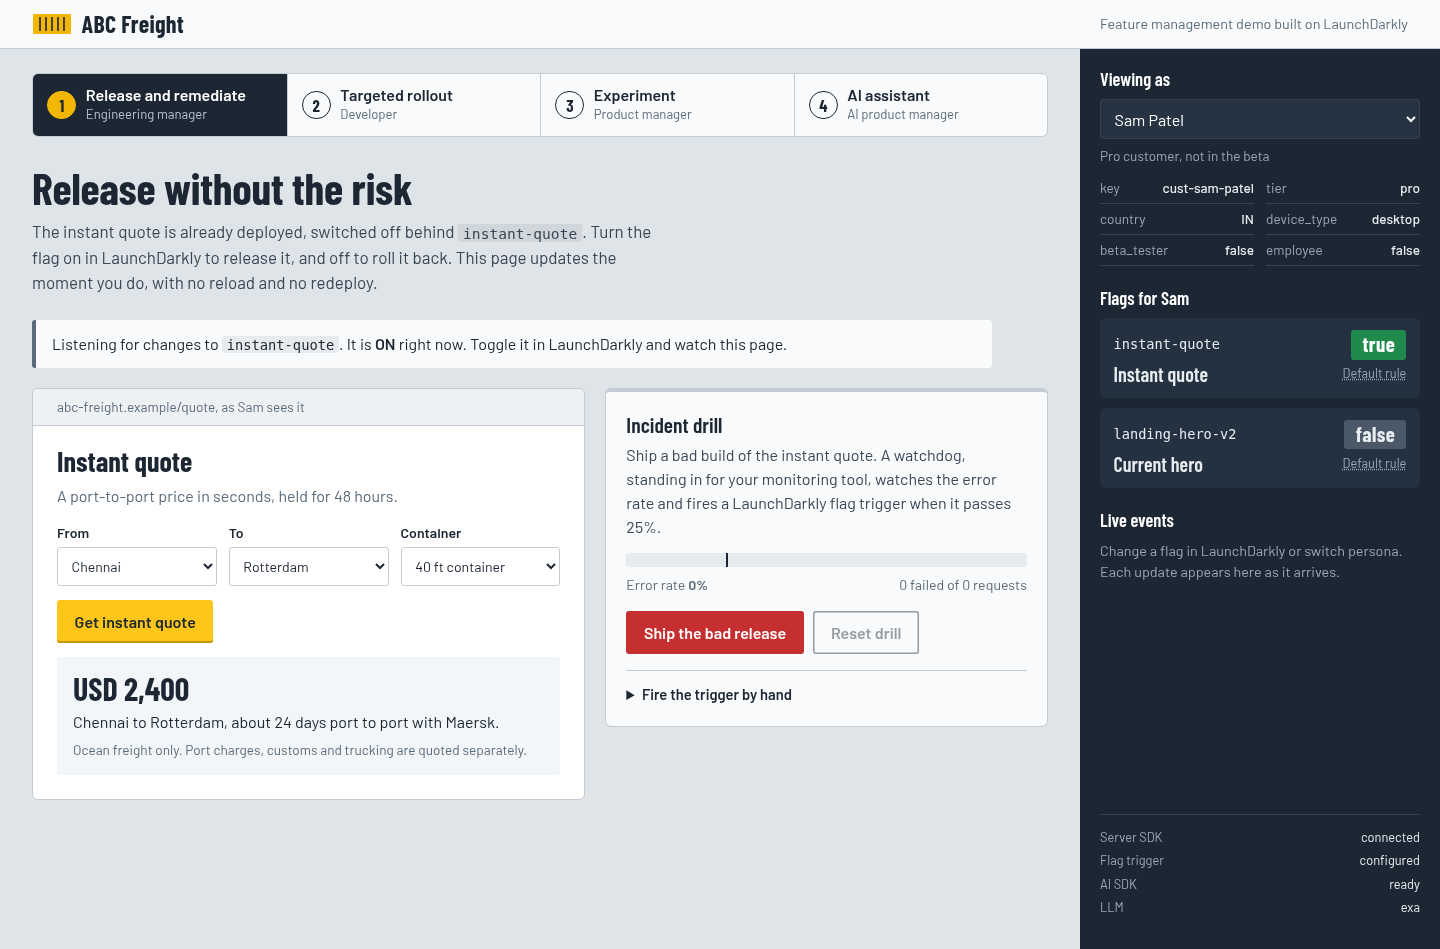 ABC Freight
Feature management demo built on LaunchDarkly
1
Release and remediate
Engineering manager
2
Targeted rollout
Developer
3
Experiment
Product manager
4
AI assistant
AI product manager
Release without the risk
The instant quote is already deployed, switched off behind instant-quote. Turn the
flag on in LaunchDarkly to release it, and off to roll it back. This page updates the
moment you do, with no reload and no redeploy.
Listening for changes to instant-quote. It is ON right now. Toggle it in LaunchDarkly and watch this page.
abc-freight.example/quote, as Sam sees it
Instant quote
A port-to-port price in seconds, held for 48 hours.
From To Container
Chennai Rotterdam 40 ft container
Get instant quote
USD 2,400
Chennai to Rotterdam, about 24 days port to port with Maersk.
Ocean freight only. Port charges, customs and trucking are quoted separately.
Incident drill
Ship a bad build of the instant quote. A watchdog,
standing in for your monitoring tool, watches the error
rate and fires a LaunchDarkly flag trigger when it passes
25%.
Error rate 0% 0 failed of 0 requests
Ship the bad release Reset drill
Fire the trigger by hand
Viewing as
Sam Patel
Pro customer, not in the beta
key cust-sam-patel tier pro
country IN device_type desktop
beta_tester false employee false
Flags for Sam
instant-quote true
Instant quote Default rule
landing-hero-v2 false
Current hero Default rule
Live events
Change a flag in LaunchDarkly or switch persona.
Each update appears here as it arrives.
Server SDK connected
Flag trigger configured
AI SDK ready
LLM exa